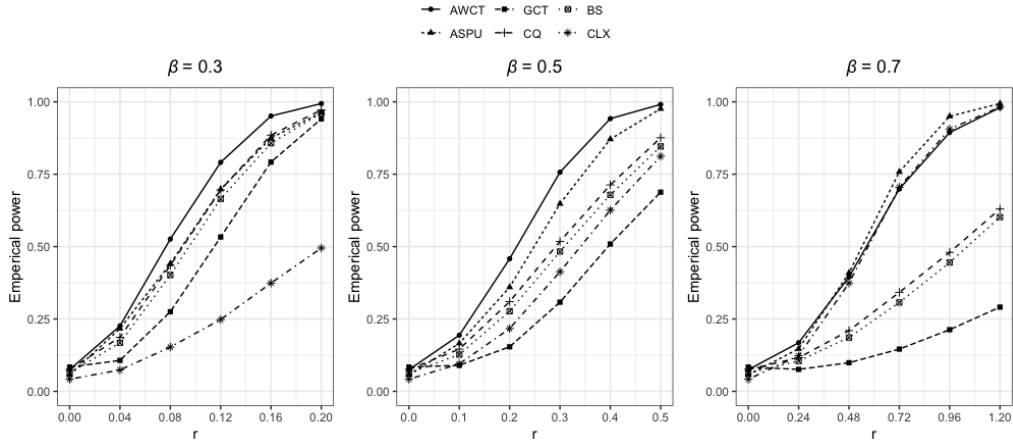 AWCT GCT BS
ASPU CQ CLX
β = 0.3
β = 0.5
β = 0.7
Emperical power
1.00
0.75
0.50
0.25
0.00
0.00 0.04 0.08 0.12 0.16 0.20
r
Emperical power
1.00
0.75
0.50
0.25
0.00
0.0 0.1 0.2 0.3 0.4 0.5
r
Emperical power
1.00
0.75
0.50
0.25
0.00
0.00 0.24 0.48 0.72 0.96 1.20
r